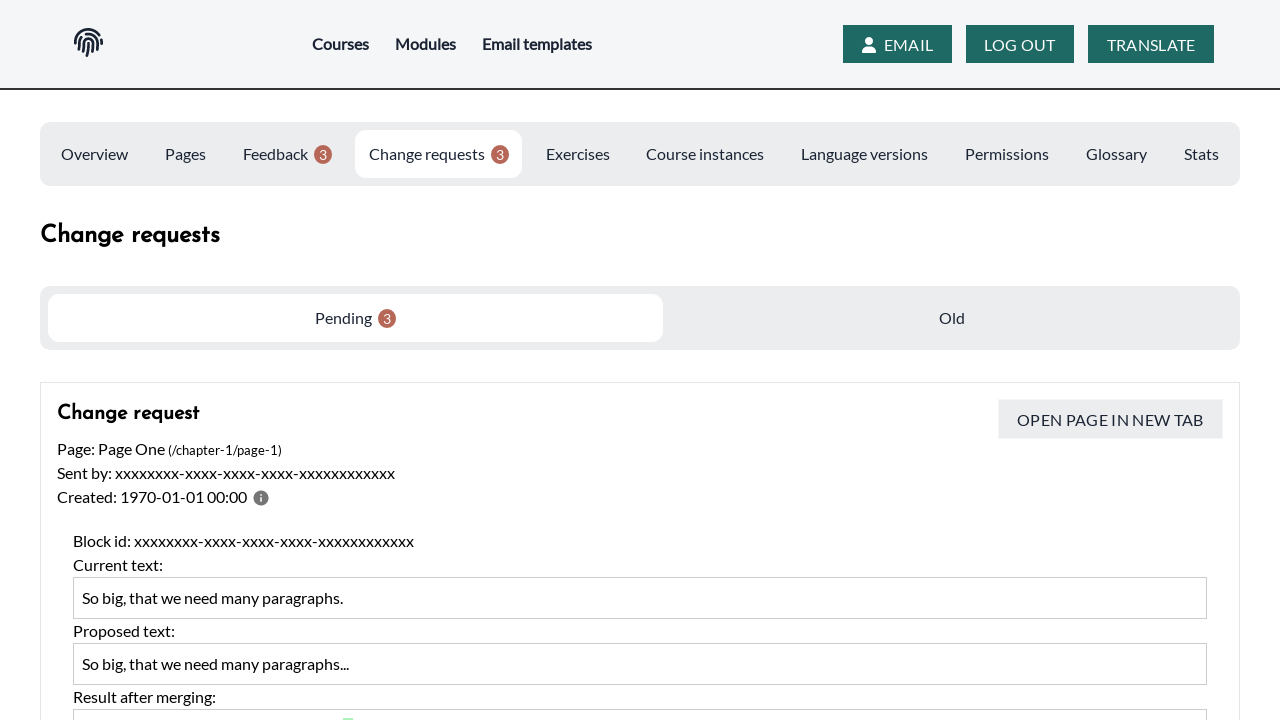 Courses Modules Email templates EMAIL LOG OUT TRANSLATE
Overview Pages Feedback 3 Change requests 3 Exercises Course instances Language versions Permissions Glossary Stats
Change requests
Pending 3 Old
Change request OPEN PAGE IN NEW TAB
Page: Page One (/chapter-1/page-1)
Sent by: xxxxxxxx-xxxx-xxxx-xxxx-xxxxxxxxxxxx
Created: 1970-01-01 00:00
Block id: xxxxxxxx-xxxx-xxxx-xxxx-xxxxxxxxxxxx
Current text:
So big, that we need many paragraphs.
Proposed text:
So big, that we need many paragraphs...
Result after merging: